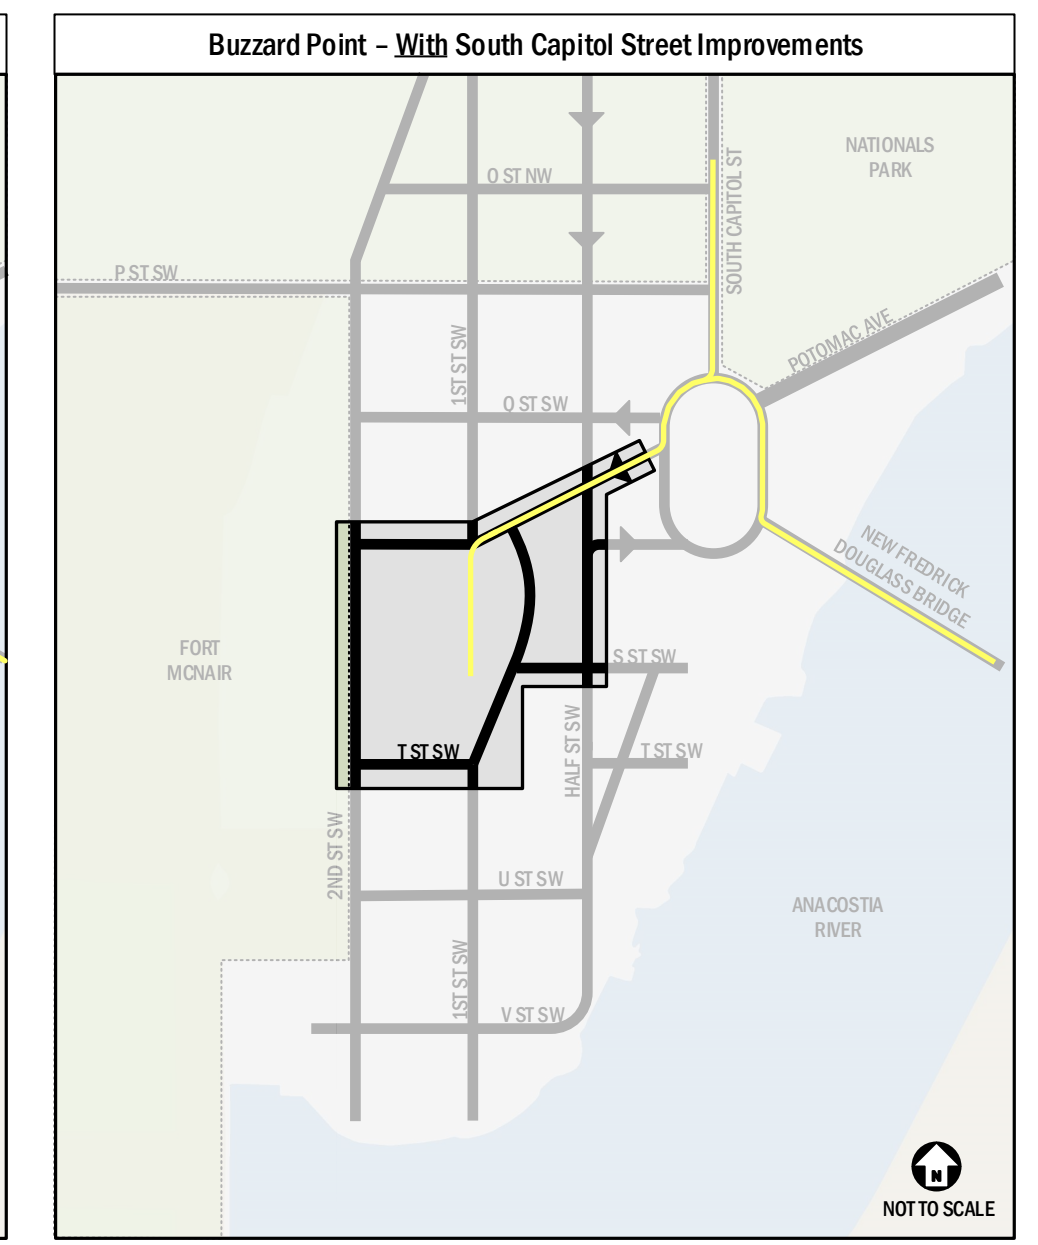 Buzzard Point – With South Capitol Street Improvements
NATIONALS
PARK
SOUTH CAPITOL ST
O ST NW
P ST SW
POTOMAC AVE
1ST ST SW
Q ST SW
NEW FREDRICK
DOUGLASS BRIDGE
FORT
MCNAIR
S ST SW
T ST SW
T ST SW
HALF ST SW
2ND ST SW
U ST SW
ANACOSTIA
RIVER
1ST ST SW
V ST SW
N
NOT TO SCALE